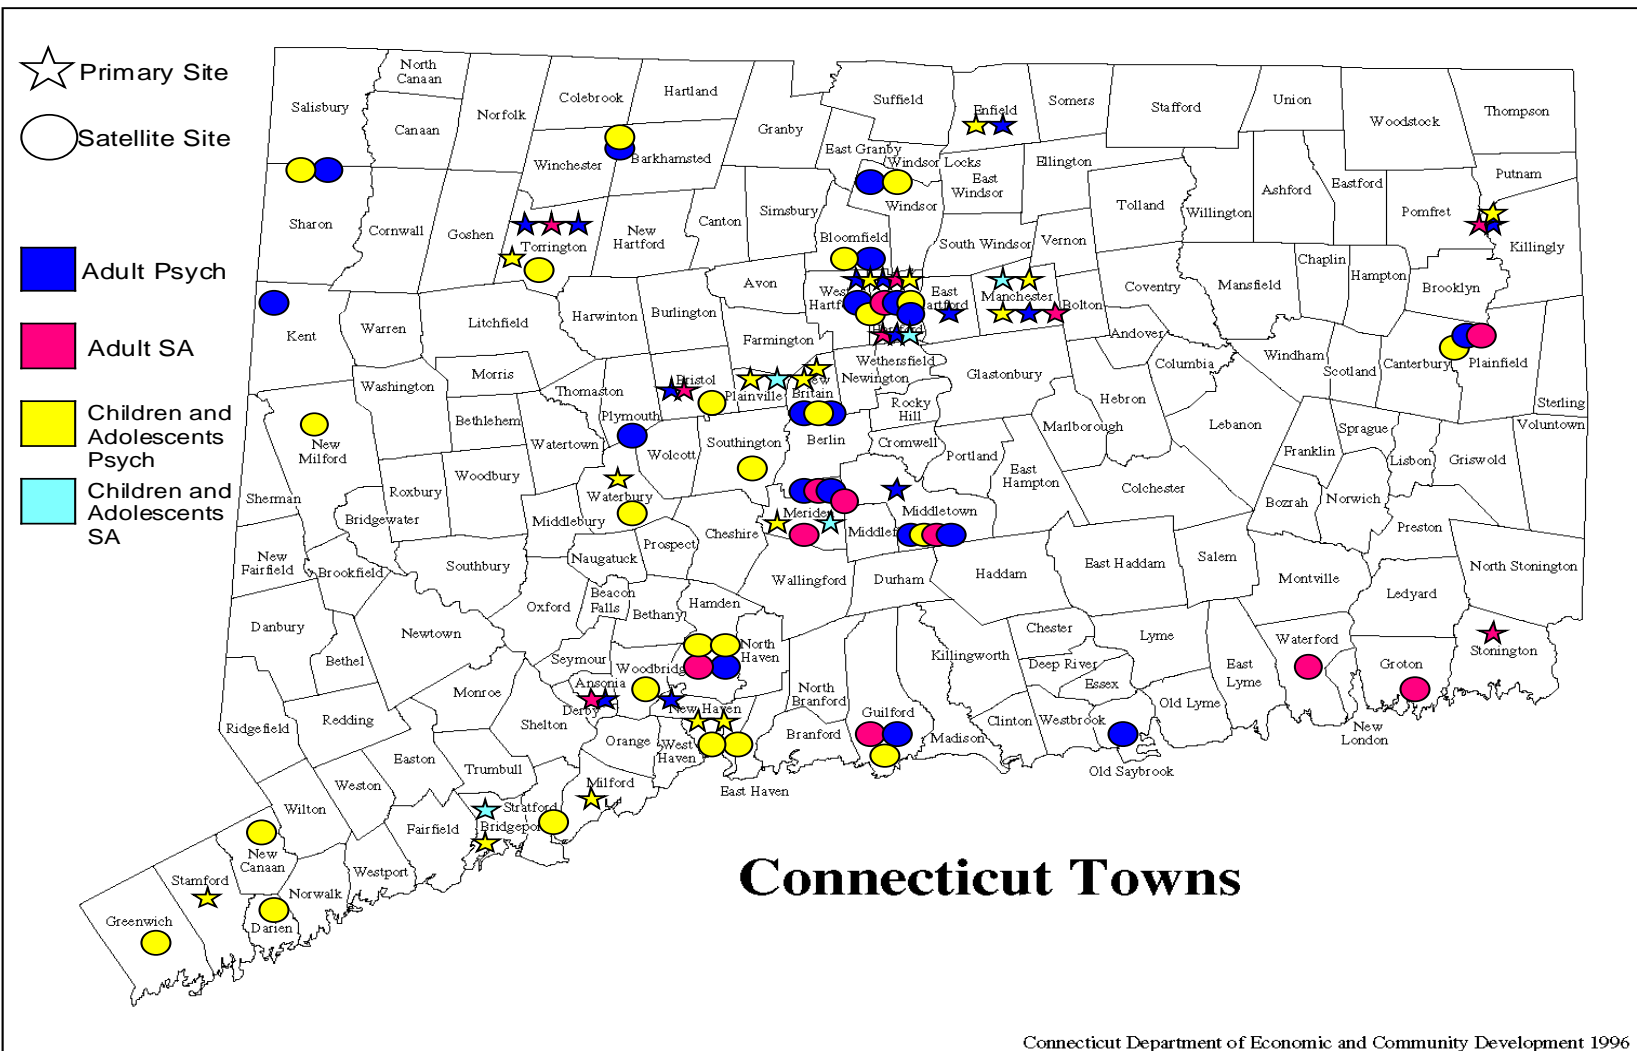 Primary Site
Satellite Site
Adult Psych
Adult SA
Children and
Adolescents
Psych
Children and
Adolescents
SA
North
Canaan
Salisbury
Canaan
Norfolk
Colebrook
Hartland
Granby
Suffield
Enfield
Somers
Stafford
Union
Woodstock
Thompson
Winchester
Barkhamsted
East Granby
Windsor Locks
East
Windsor
Ellington
Windsor
Tolland
Willington
Ashford
Eastford
Pomfret
Putnam
Killingly
Sharon
Cornwall
Goshen
Torrington
New
Hartford
Canton
Simsbury
Bloomfield
South Windsor
Vernon
Avon
West
East
Manchester
Bolton
Coventry
Mansfield
Chaplin
Hampton
Brooklyn
Kent
Warren
Litchfield
Harwinton
Burlington
Farmington
Wethersfield
Newington
Glastonbury
Andover
Columbia
Windham
Scotland
Canterbury
Plainfield
Sterling
Washington
Morris
Thomaston
Bristol
Plainville
New
Britain
Rocky
Hill
Hebron
Marlborough
Lebanon
Sprague
Franklin
Lisbon
Griswold
Voluntown
Bethlehem
Watertown
Plymouth
Wolcott
Southington
Berlin
Cromwell
Portland
East
Hampton
Colchester
Bozrah
Norwich
Preston
New
Milford
Sherman
Roxbury
Woodbury
Waterbury
Middlebury
Cheshire
Middletown
Bridgewater
New
Fairfield
Brookfield
Southbury
Naugatuck
Prospect
Wallingford
Durham
Haddam
East Haddam
Salem
Montville
North Stonington
Ledyard
Danbury
Newtown
Oxford
Beacon
Falls
Bethany
Hamden
Bethel
Seymour
North
Haven
Killingworth
Chester
Deep River
Essex
Lyme
East
Lyme
Waterford
Groton
Stonington
Ansonia
Derby
Monroe
Shelton
Ridgefield
Redding
New Haven
North
Branford
Guilford
Branford
Madison
Clinton
Westbrook
Old Lyme
New
London
Old Saybrook
Orange
West
Haven
East Haven
Milford
Easton
Trumbull
Weston
Wilton
Stratford
Fairfield
Westport
Norwalk
New
Canaan
Stamford
Darien
Greenwich
Connecticut Towns
Connecticut Department of Economic and Community Development 1996